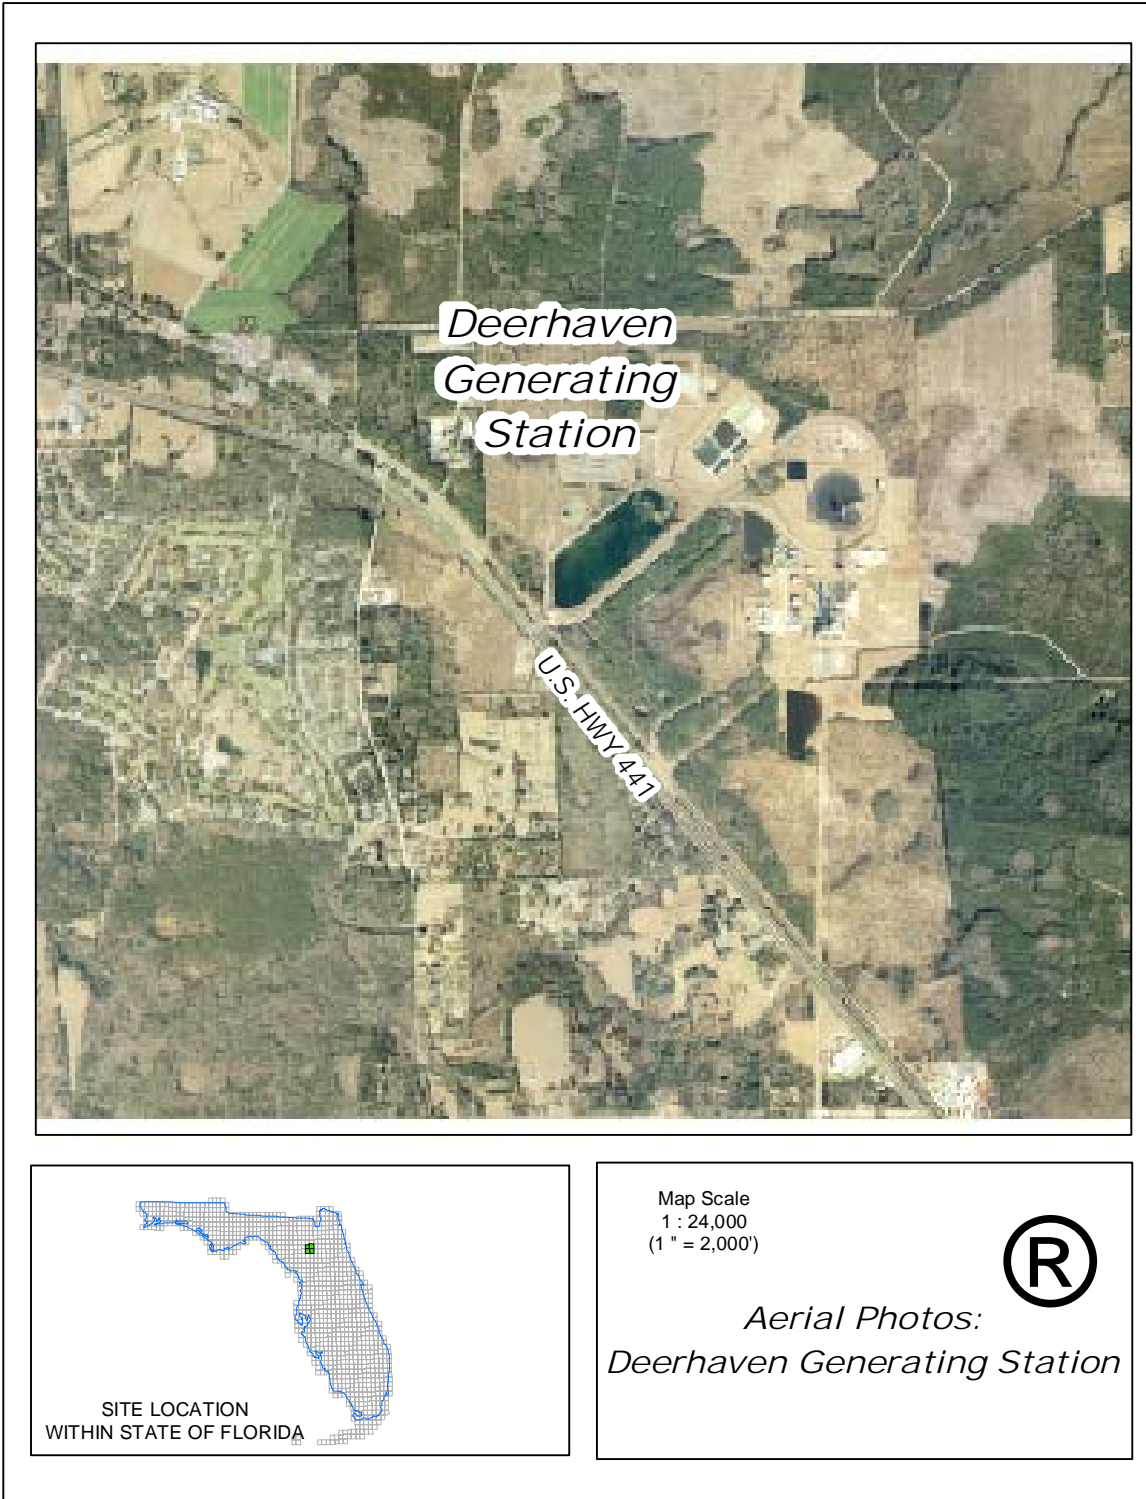 Deerhaven
Generating
Station
U.S. HWY 441
SITE LOCATION
WITHIN STATE OF FLORIDA
Map Scale
1 : 24,000
(1 " = 2,000')
®
Aerial Photos:
Deerhaven Generating Station